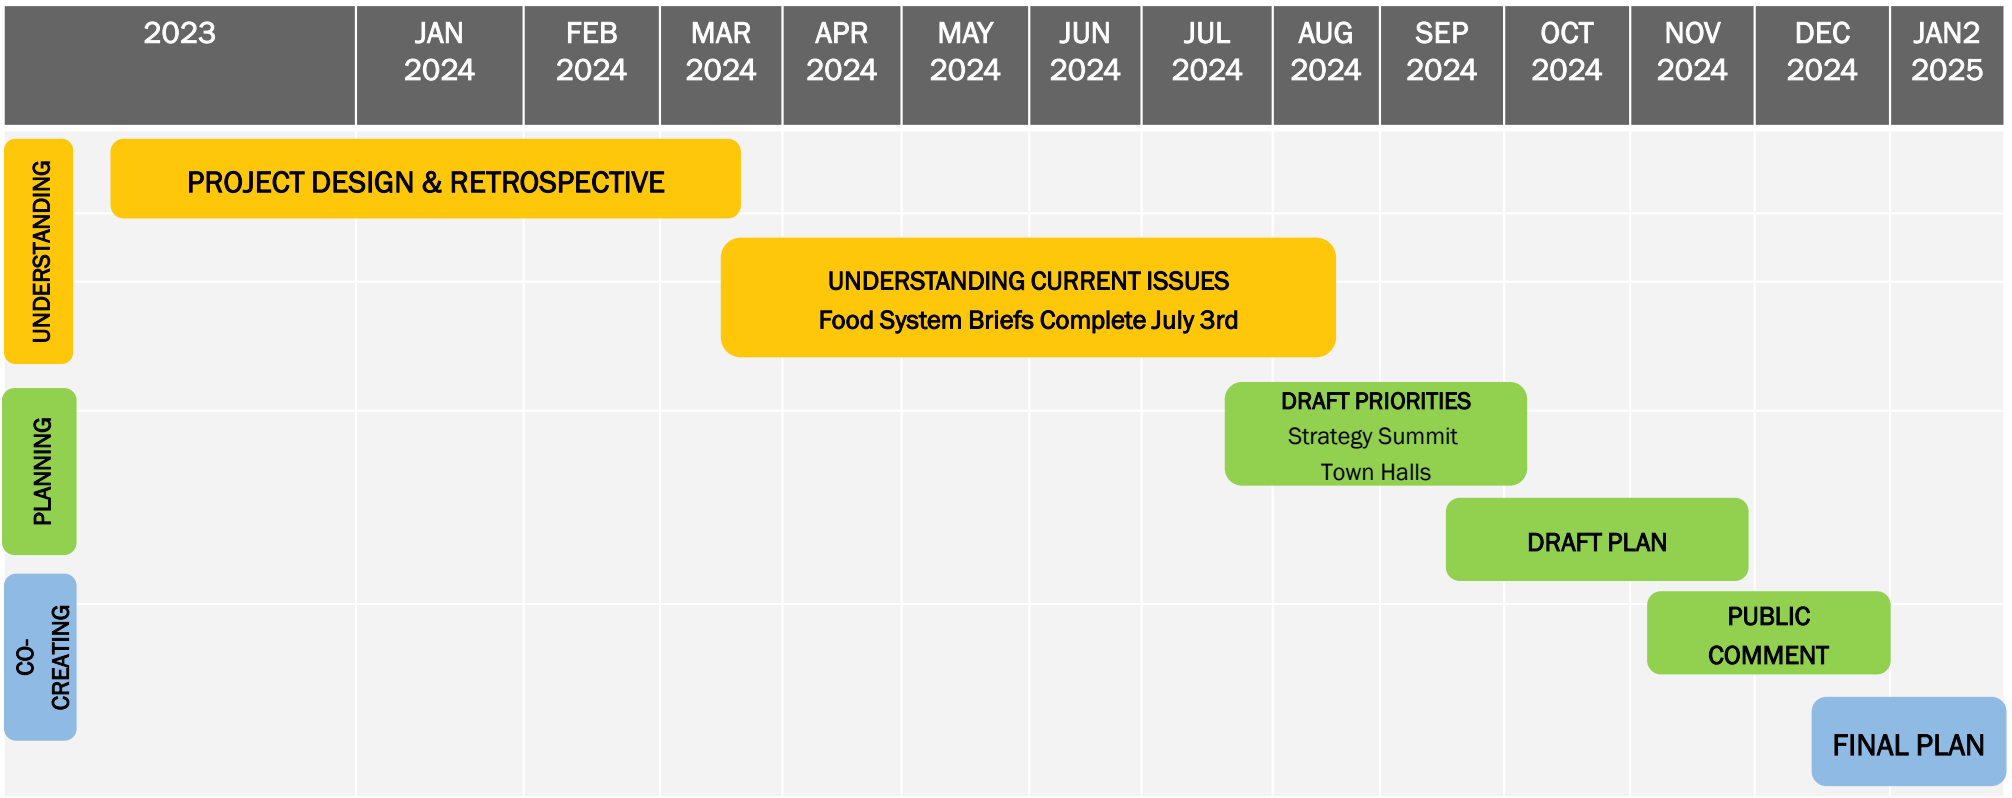 2023
JAN
2024
FEB
2024
MAR
2024
APR
2024
MAY
2024
JUN
2024
JUL
2024
AUG
2024
SEP
2024
OCT
2024
NOV
2024
DEC
2024
JAN2
2025
UNDERSTANDING
PROJECT DESIGN & RETROSPECTIVE
UNDERSTANDING CURRENT ISSUES
Food System Briefs Complete July 3rd
PLANNING
DRAFT PRIORITIES
Strategy Summit
Town Halls
DRAFT PLAN
CO-
CREATING
PUBLIC
COMMENT
FINAL PLAN